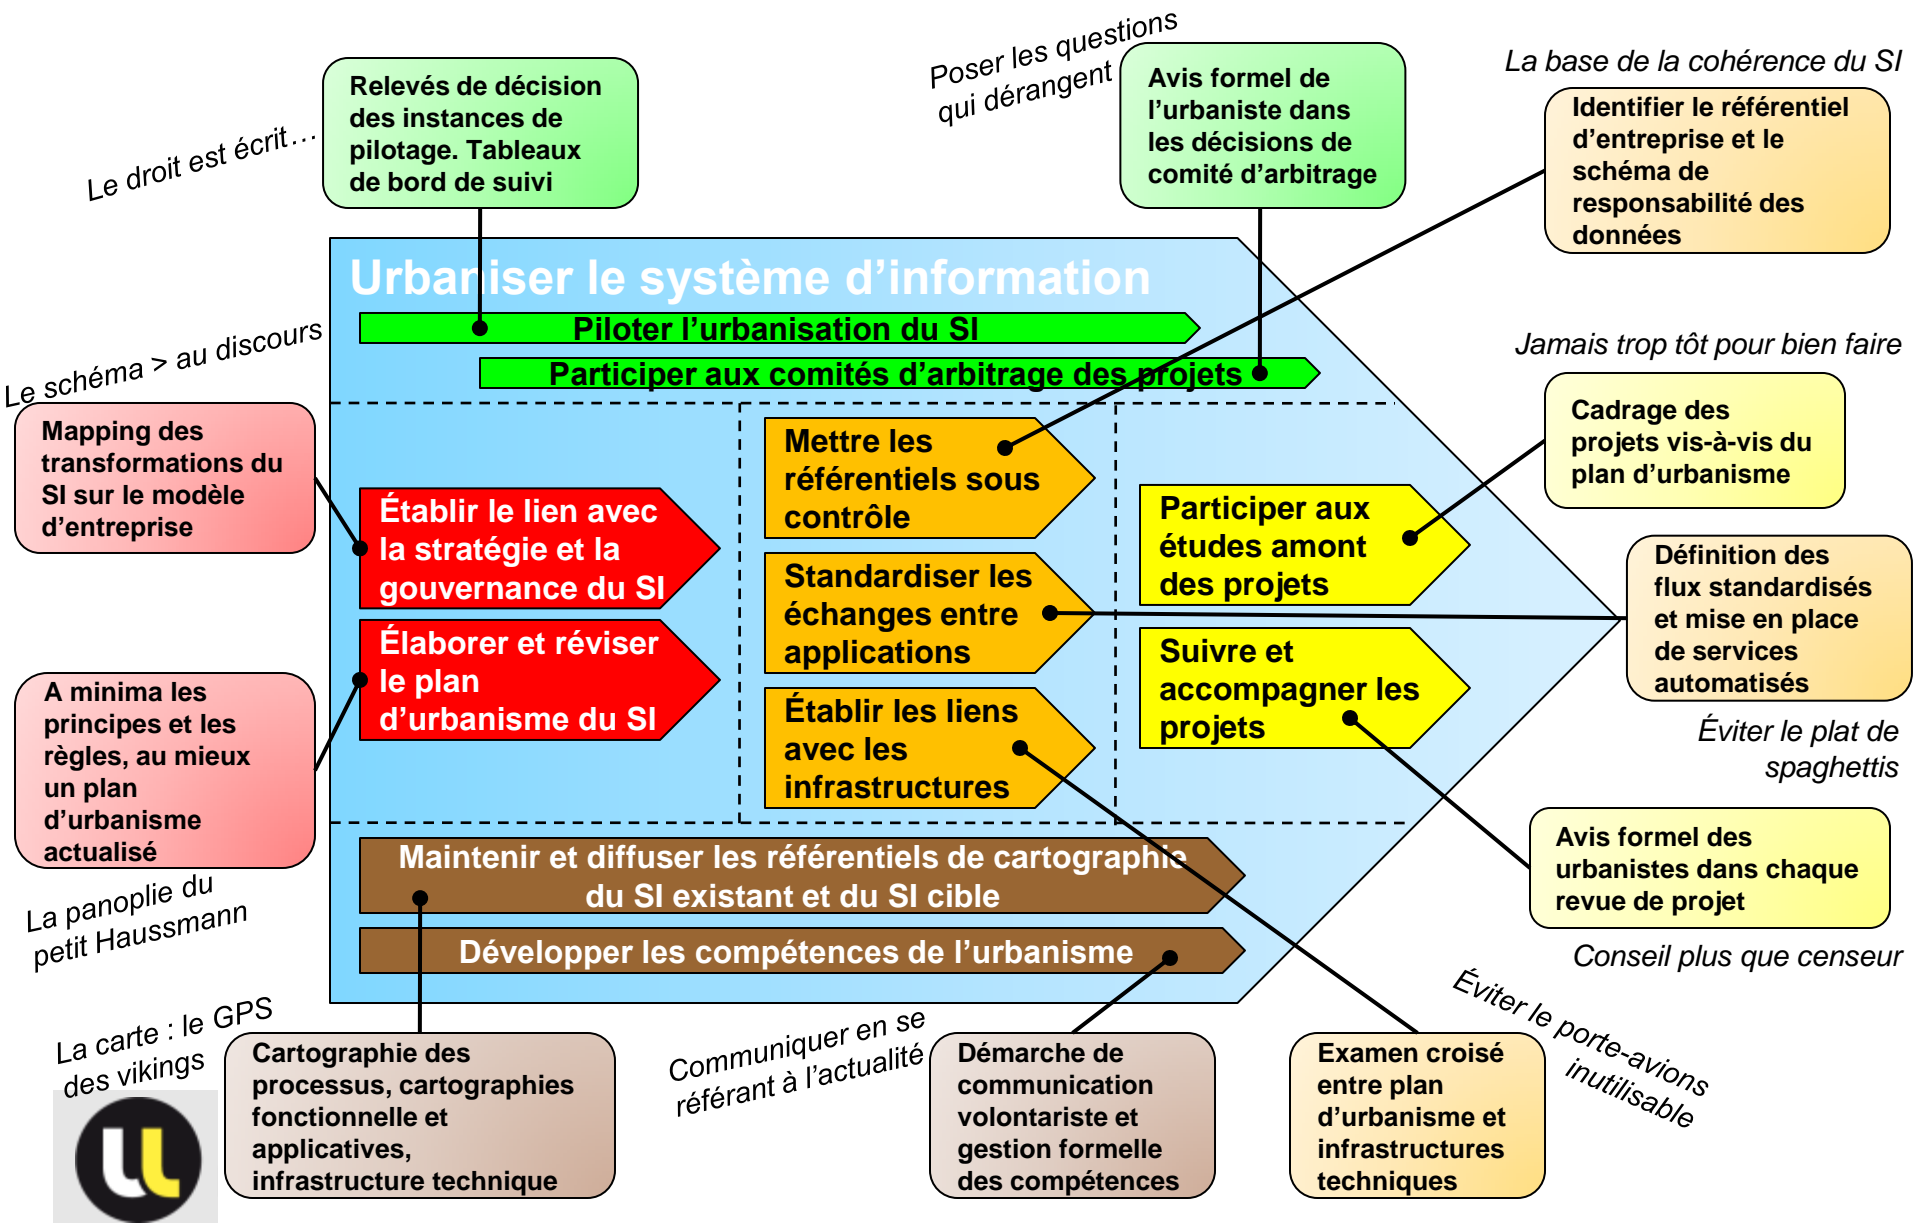 Poser les questions
qui dérangent
La base de la cohérence du SI
Le droit est écrit…
Relevés de décision
des instances de
pilotage. Tableaux
de bord de suivi
Avis formel de
l’urbaniste dans
les décisions de
comité d’arbitrage
Identifier le référentiel
d’entreprise et le
schéma de
responsabilité des
données
Urbaniser le système d’information
Piloter l’urbanisation du SI
Participer aux comités d’arbitrage des projets
Le schéma > au discours
Mapping des
transformations du
SI sur le modèle
d’entreprise
Jamais trop tôt pour bien faire
Cadrage des
projets vis-à-vis du
plan d’urbanisme
Établir le lien avec
la stratégie et la
gouvernance du SI
Élaborer et réviser
le plan
d’urbanisme du SI
Mettre les
référentiels sous
contrôle
Standardiser les
échanges entre
applications
Établir les liens
avec les
infrastructures
Participer aux
études amont
des projets
Suivre et
accompagner les
projets
Définition des
flux standardisés
et mise en place
de services
automatisés
Éviter le plat de
spaghettis
A minima les
principes et les
règles, au mieux
un plan
d’urbanisme
actualisé
La panoplie du
petit Haussmann
Maintenir et diffuser les référentiels de cartographie
du SI existant et du SI cible
Développer les compétences de l’urbanisme
Avis formel des
urbanistes dans chaque
revue de projet
Conseil plus que censeur
La carte : le GPS
des vikings
Cartographie des
processus, cartographies
fonctionnelle et
applicatives,
infrastructure technique
Communiquer en se
référant à l’actualité
Démarche de
communication
volontariste et
gestion formelle
des compétences
Examen croisé
entre plan
d’urbanisme et
infrastructures
techniques
Éviter le porte-avions
inutilisable